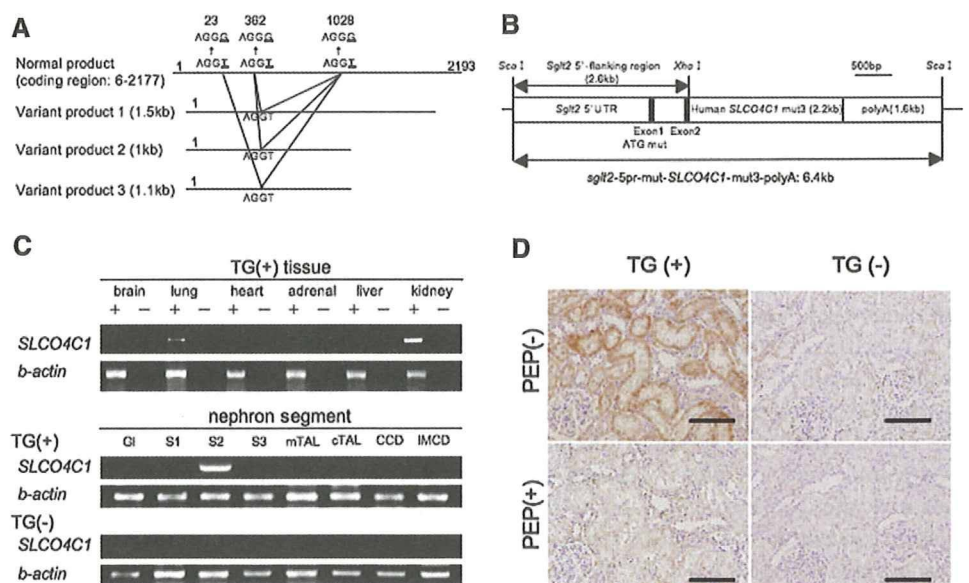 A
23 362 1028
AGGG AGGG AGGG
AGGT AGGT AGGT
Normal product
(coding region: 6-2177)
1 2193
Variant product 1 (1.5kb)
1
AGGT
Variant product 2 (1kb)
1
AGGT
Variant product 3 (1.1kb)
1
AGGT
B
Sca I Sglt2 5'-flanking region (2.6kb) Xho I 500bp Sca I
Sglt2 5'UTR Human SLCO4C1 mut3 (2.2kb) polyA(1.6kb)
Exon1 Exon2
ATG mut
sglt2-5pr-mut-SLCO4C1-mut3-polyA: 6.4kb
C
TG(+) tissue
brain lung heart adrenal liver kidney
+ − + − + − + − + − + −
SLCO4C1
b-actin
nephron segment
TG(+) Gl S1 S2 S3 mTAL cTAL CCD IMCD
SLCO4C1
b-actin
TG(-)
SLCO4C1
b-actin
D
TG (+) TG (-)
PEP(-)
PEP(+)